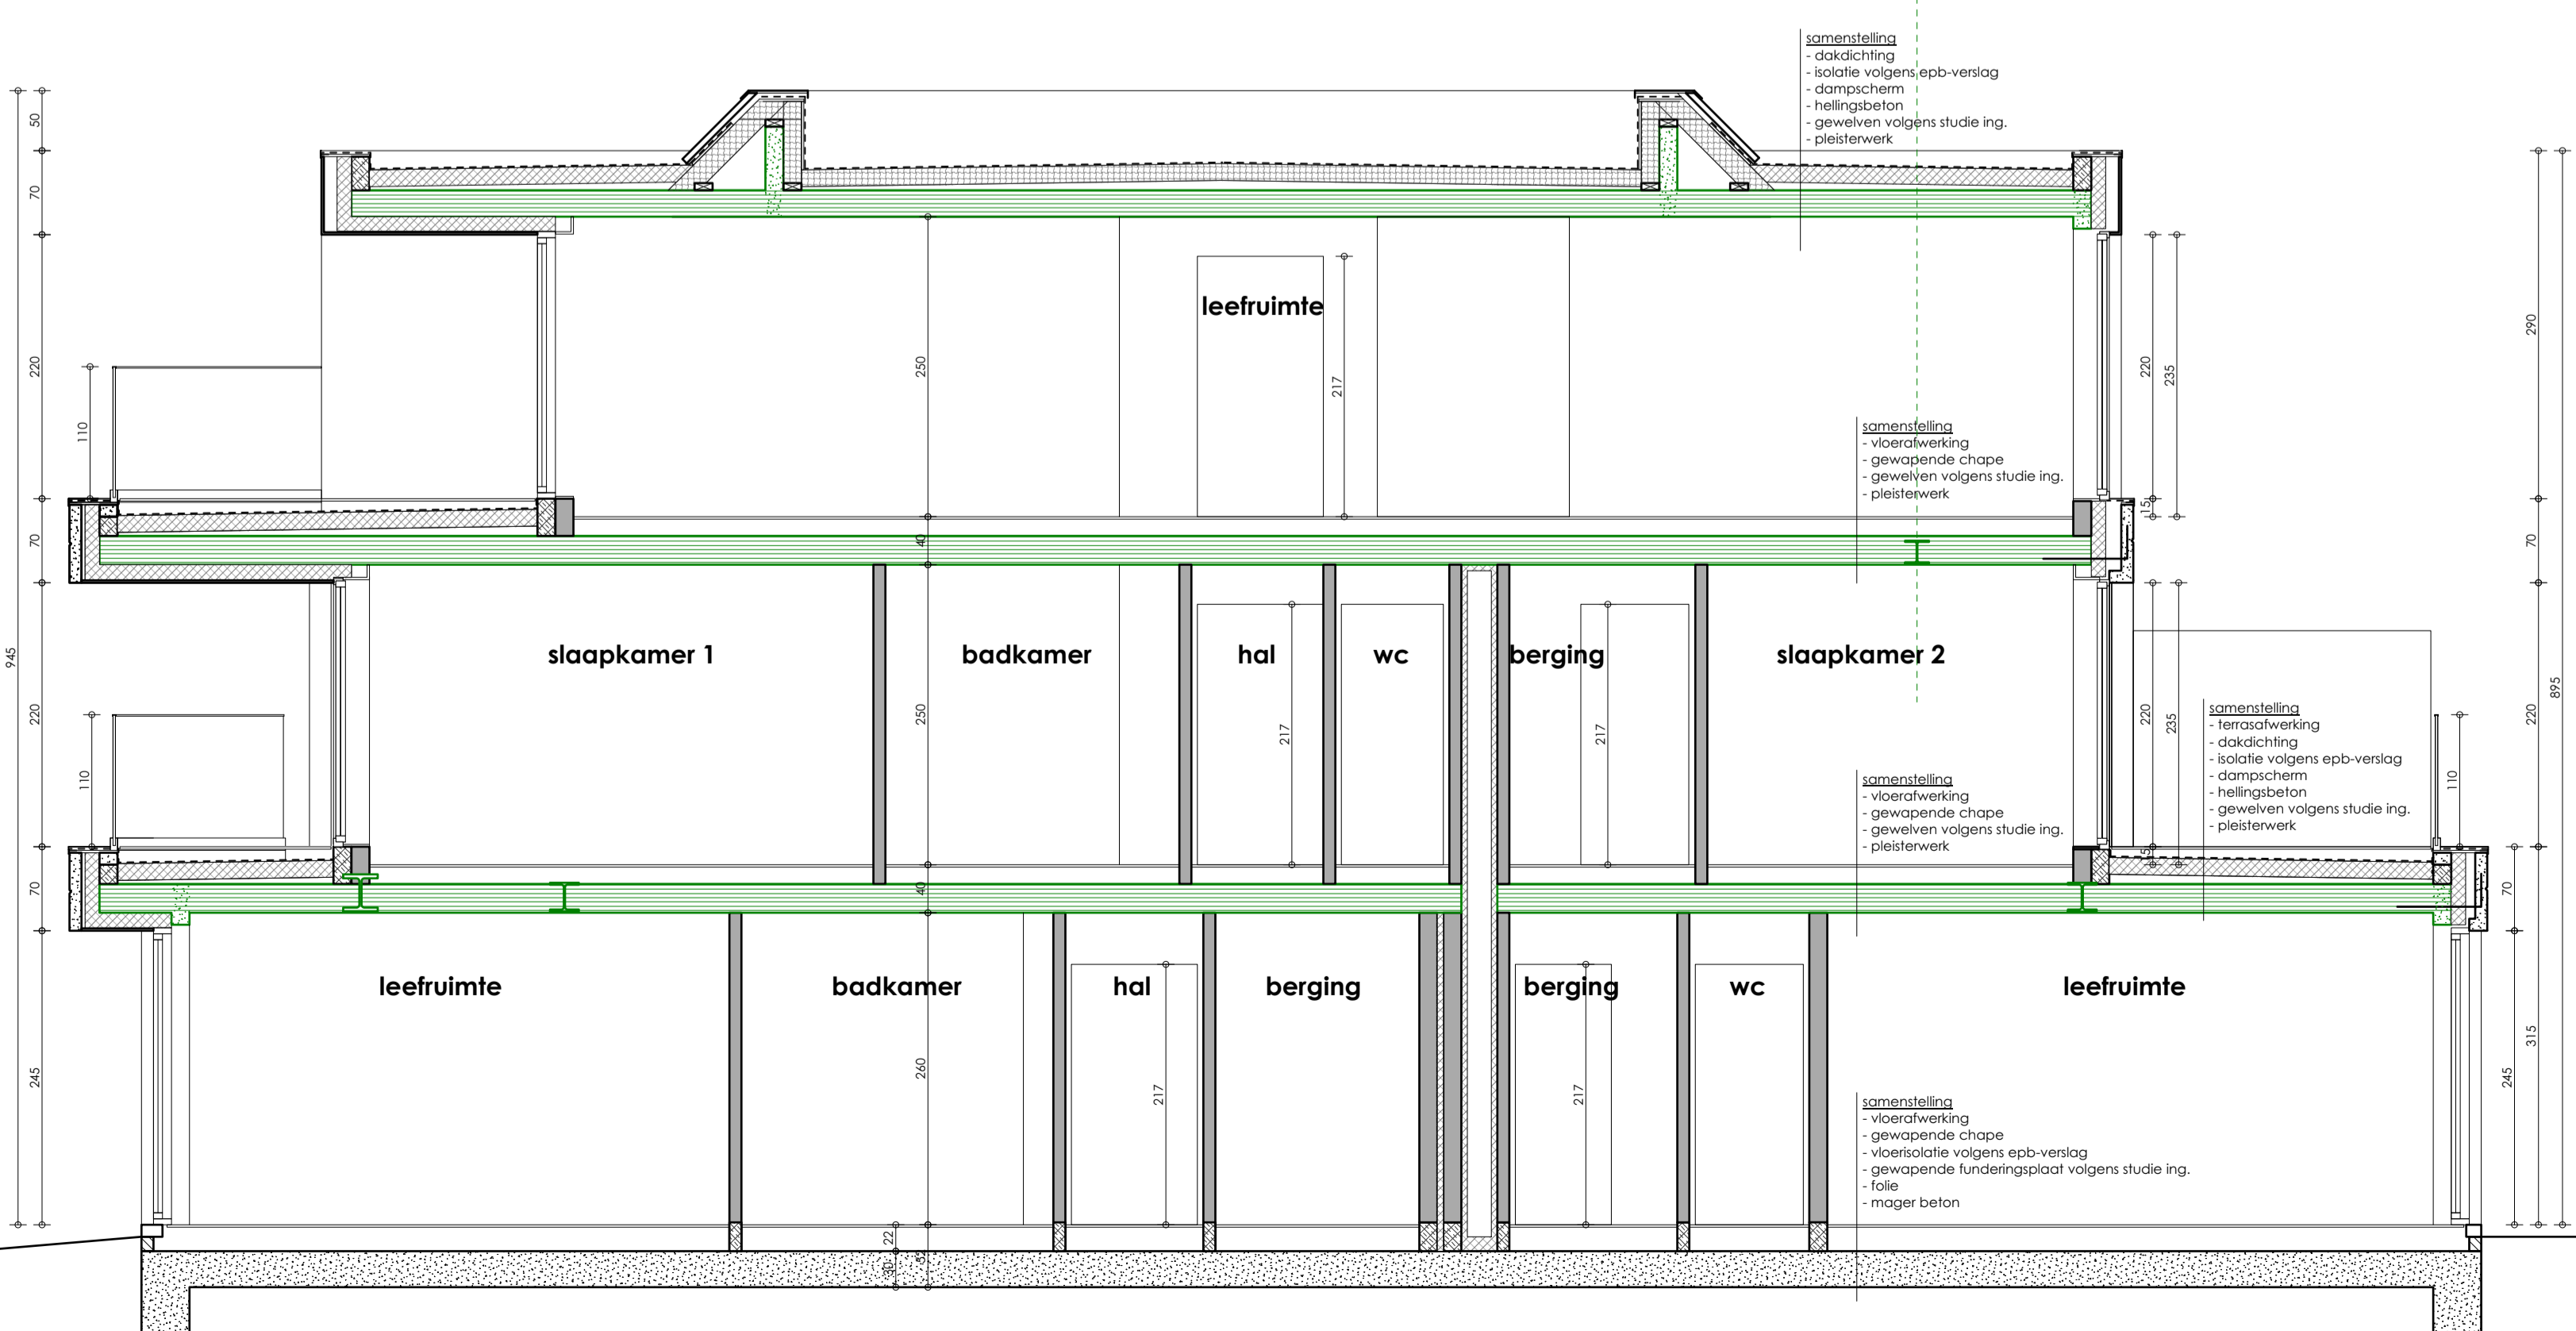 samenstelling
- dakdichting
- isolatie volgens epb-verslag
- dampscherm
- hellingsbeton
- gewelven volgens studie ing.
- pleisterwerk
50
70
290
leefruimte
220
250
217
220
235
110
samenstelling
- vloerafwerking
- gewapende chape
- gewelven volgens studie ing.
- pleisterwerk
15
70
40
70
945
slaapkamer 1
badkamer
hal
wc
berging
slaapkamer 2
895
220
250
217
217
220
235
220
110
110
samenstelling
- terrasafwerking
- dakdichting
- isolatie volgens epb-verslag
- dampscherm
- hellingsbeton
- gewelven volgens studie ing.
- pleisterwerk
samenstelling
- vloerafwerking
- gewapende chape
- gewelven volgens studie ing.
- pleisterwerk
70
40
70
leefruimte
badkamer
hal
berging
berging
wc
leefruimte
245
260
217
217
315
245
samenstelling
- vloerafwerking
- gewapende chape
- vloerisolatie volgens epb-verslag
- gewapende funderingsplaat volgens studie ing.
- folie
- mager beton
22
30